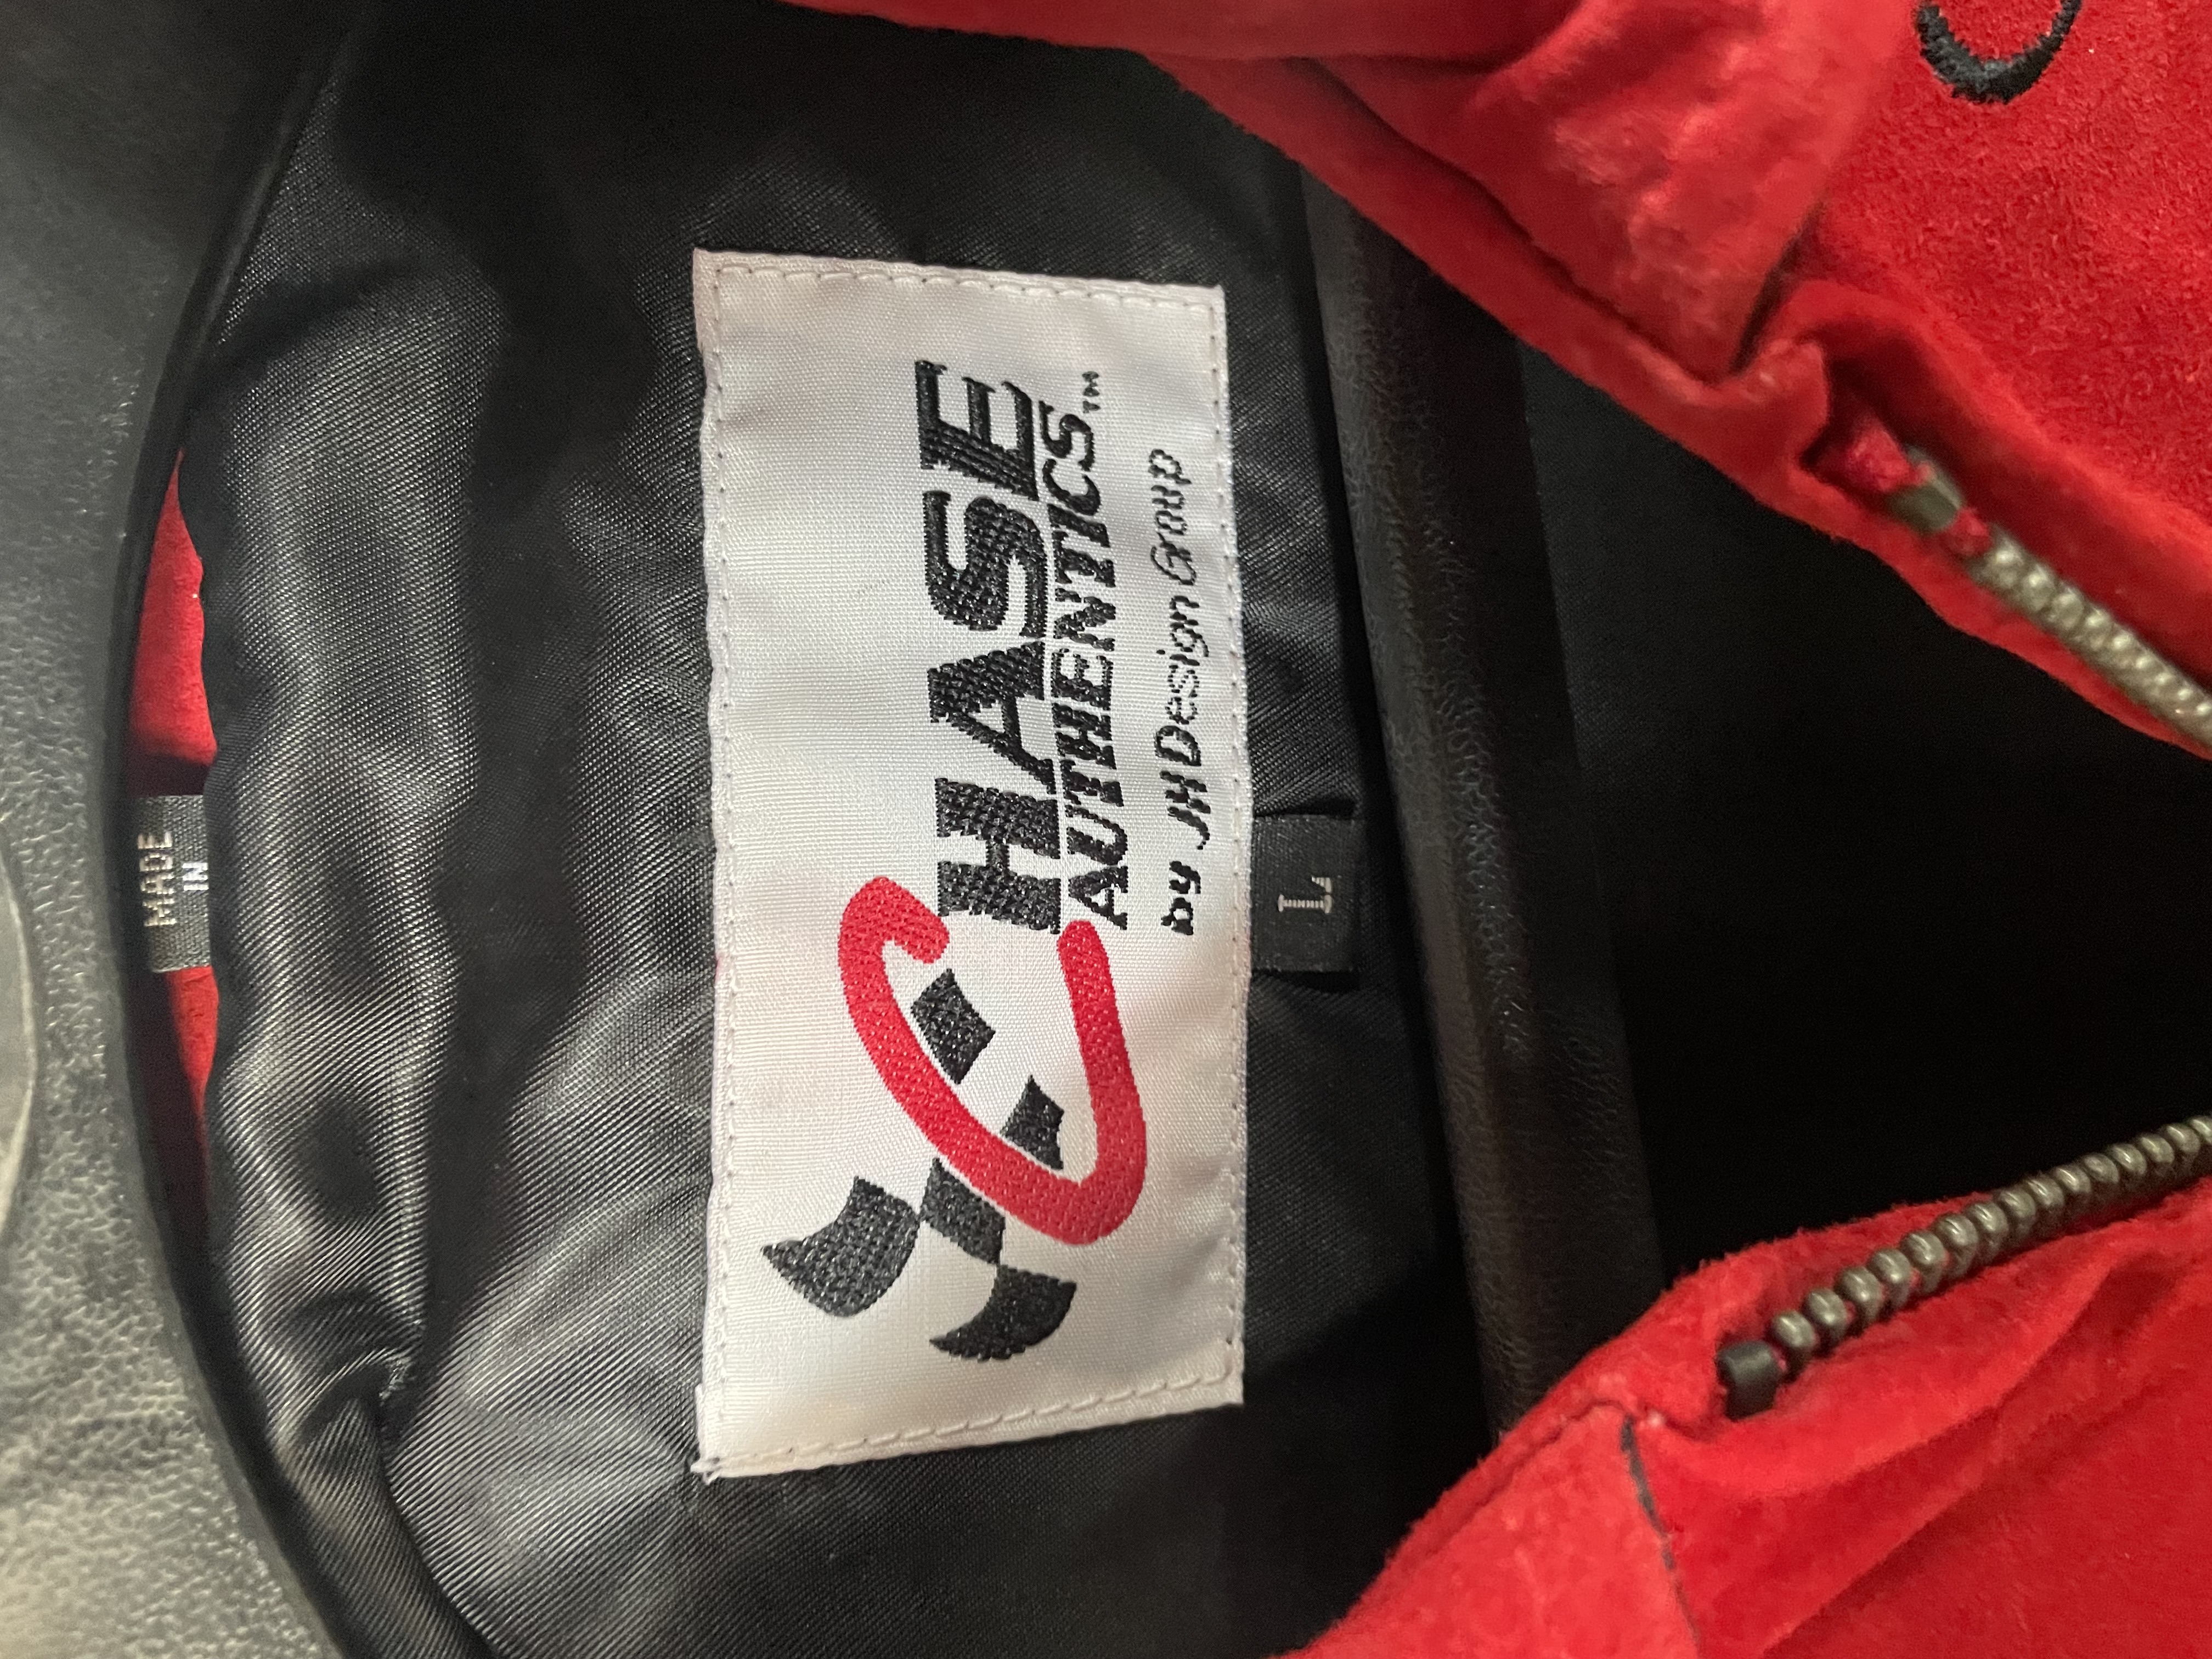 CHASE
AUTHENTICS™
by JH Design Group
L
MADE
IN